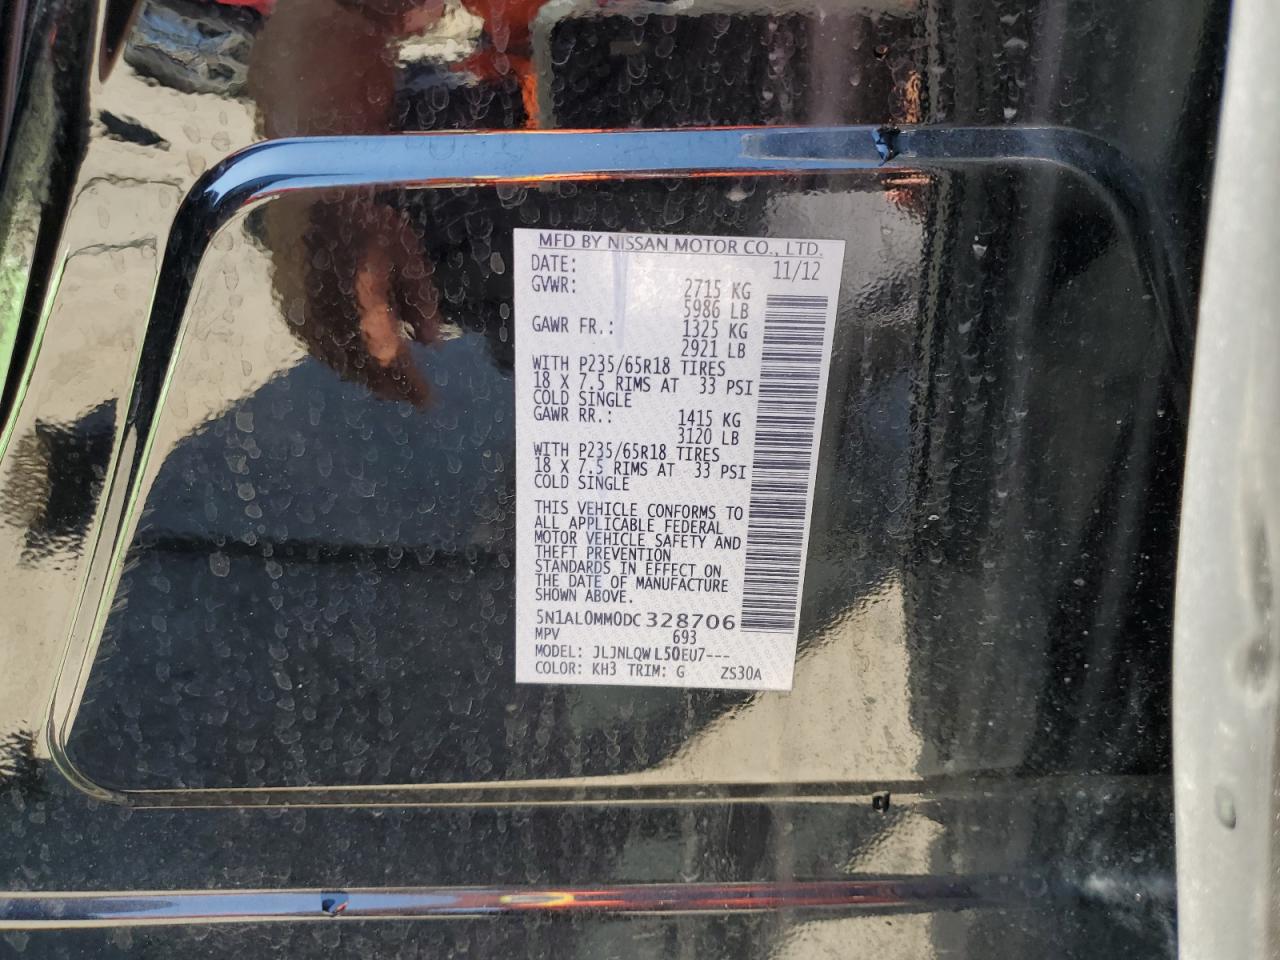 MFD BY NISSAN MOTOR CO., LTD.
DATE: 11/12
GVWR: 2715 KG
5986 LB
GAWR FR.: 1325 KG
2921 LB
WITH P235/65R18 TIRES
18 X 7.5 RIMS AT 33 PSI
COLD SINGLE
GAWR RR.: 1415 KG
3120 LB
WITH P235/65R18 TIRES
18 X 7.5 RIMS AT 33 PSI
COLD SINGLE
THIS VEHICLE CONFORMS TO
ALL APPLICABLE FEDERAL
MOTOR VEHICLE SAFETY AND
THEFT PREVENTION
STANDARDS IN EFFECT ON
THE DATE OF MANUFACTURE
SHOWN ABOVE.
5N1AL0MM0DC328706
MPV 693
MODEL: JLJNLQWL50EU7---
COLOR: KH3 TRIM: G ZS30A